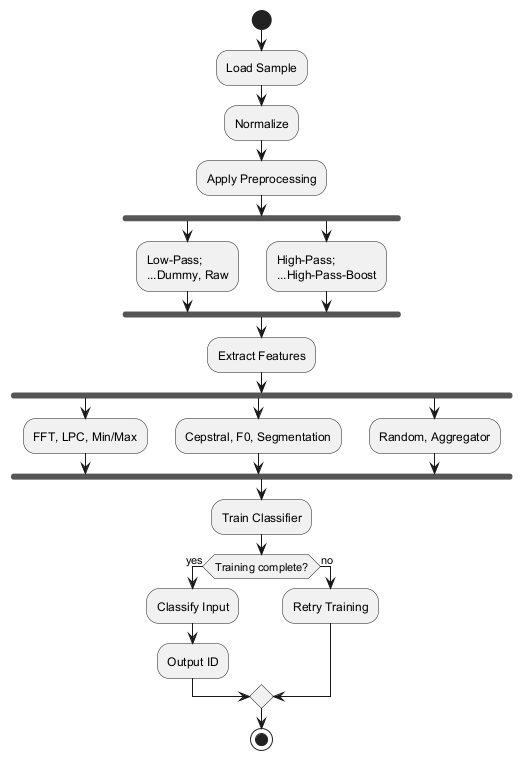 Load Sample
Normalize
Apply Preprocessing
Low-Pass;
...Dummy, Raw
High-Pass;
...High-Pass-Boost
Extract Features
FFT, LPC, Min/Max
Cepstral, F0, Segmentation
Random, Aggregator
Train Classifier
yes
Training complete?
no
Classify Input
Retry Training
Output ID